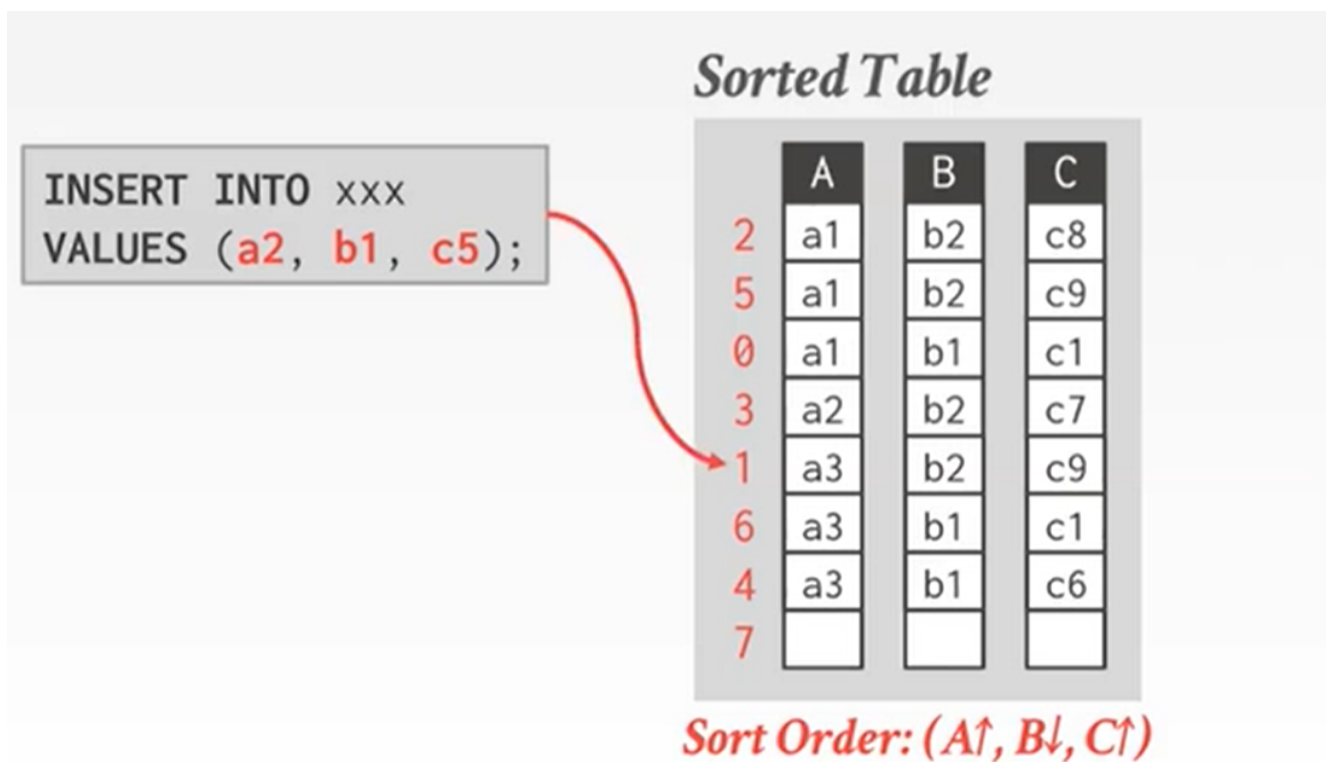 Sorted Table
INSERT INTO xxx
VALUES (a2, b1, c5);
A B C
2 a1 b2 c8
5 a1 b2 c9
0 a1 b1 c1
3 a2 b2 c7
1 a3 b2 c9
6 a3 b1 c1
4 a3 b1 c6
7
Sort Order: (A↑, B↓, C↑)